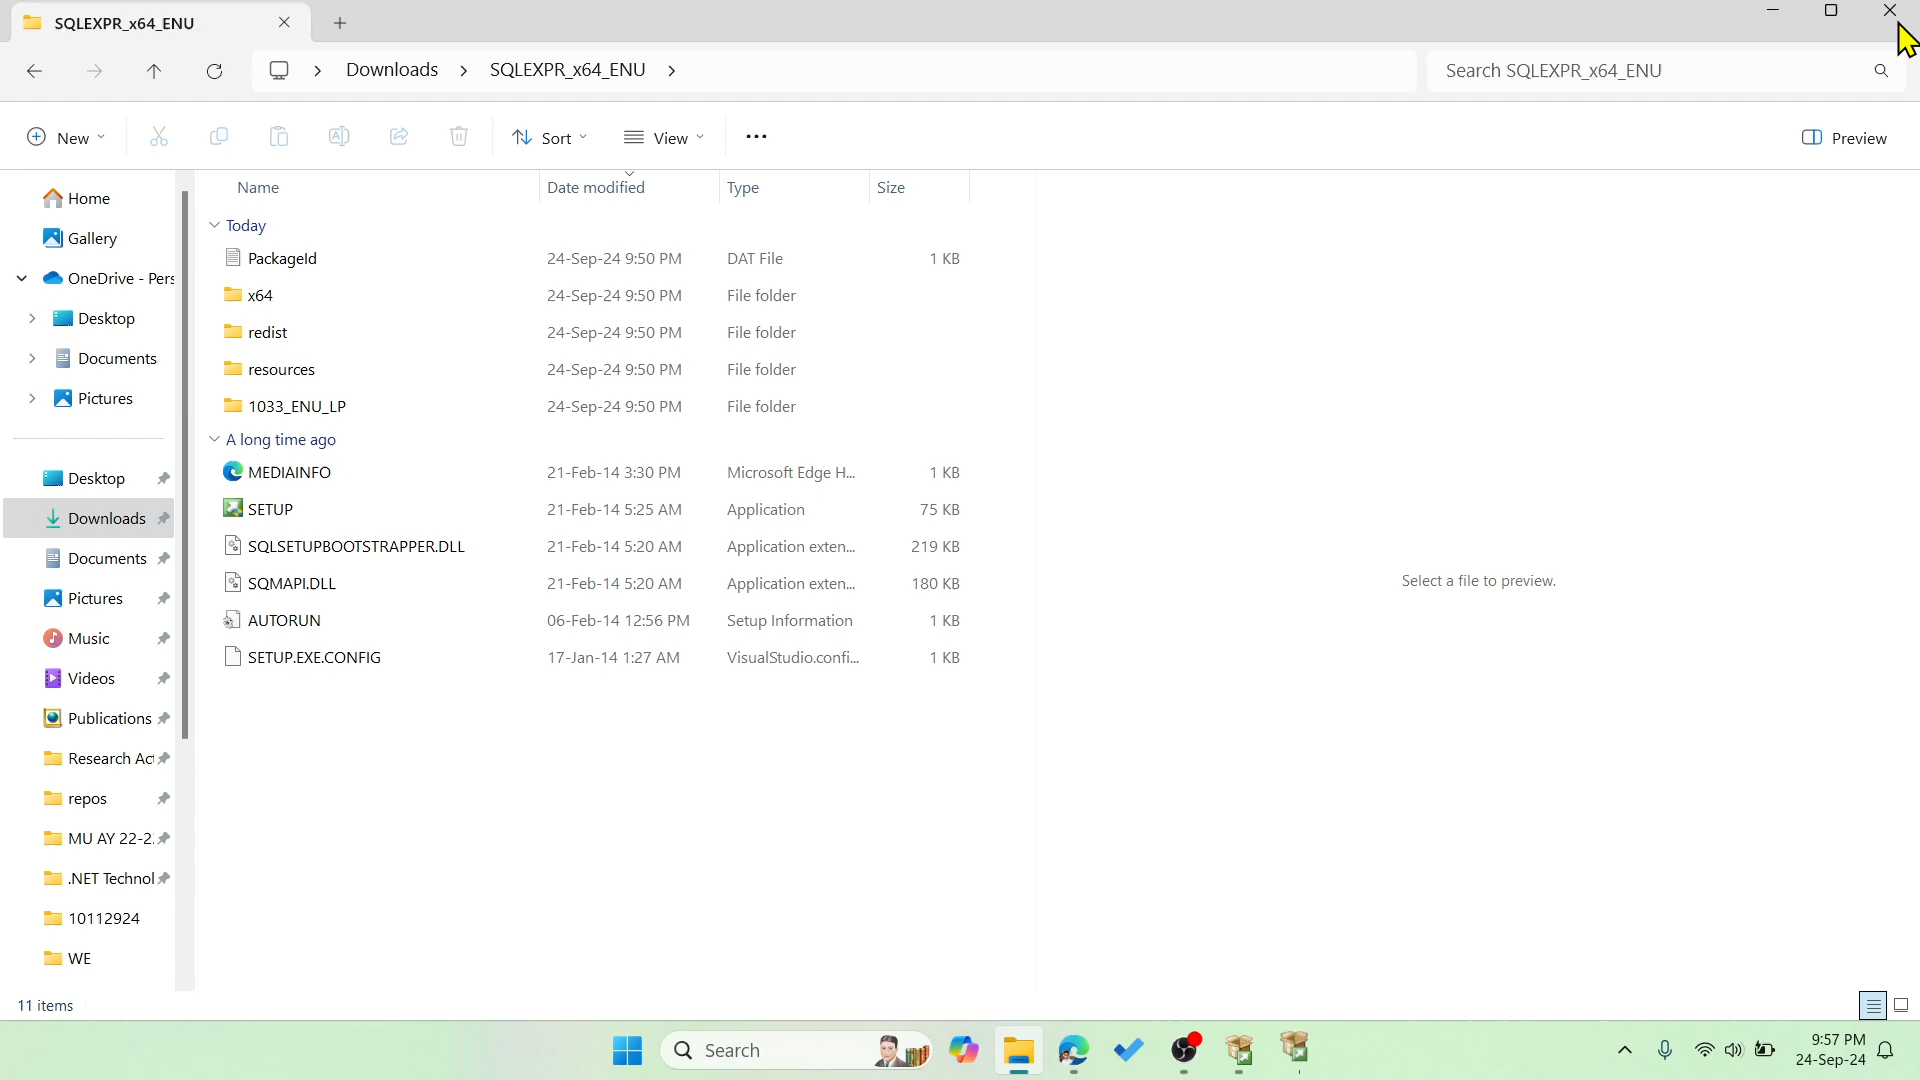 SQLEXPR_x64_ENU
Downloads SQLEXPR_x64_ENU
Search SQLEXPR_x64_ENU
New Sort View Preview
Name Date modified Type Size
Today
PackageId 24-Sep-24 9:50 PM DAT File 1 KB
x64 24-Sep-24 9:50 PM File folder
redist 24-Sep-24 9:50 PM File folder
resources 24-Sep-24 9:50 PM File folder
1033_ENU_LP 24-Sep-24 9:50 PM File folder
A long time ago
MEDIAINFO 21-Feb-14 3:30 PM Microsoft Edge H... 1 KB
SETUP 21-Feb-14 5:25 AM Application 75 KB
SQLSETUPBOOTSTRAPPER.DLL 21-Feb-14 5:20 AM Application exten... 219 KB
SQMAPI.DLL 21-Feb-14 5:20 AM Application exten... 180 KB
AUTORUN 06-Feb-14 12:56 PM Setup Information 1 KB
SETUP.EXE.CONFIG 17-Jan-14 1:27 AM VisualStudio.confi... 1 KB
Home
Gallery
OneDrive - Pers
Desktop
Documents
Pictures
Desktop
Downloads
Documents
Pictures
Music
Videos
Publications
Research Act
repos
MU AY 22-2
.NET Technol
10112924
WE
Select a file to preview.
11 items
Search
9:57 PM
24-Sep-24